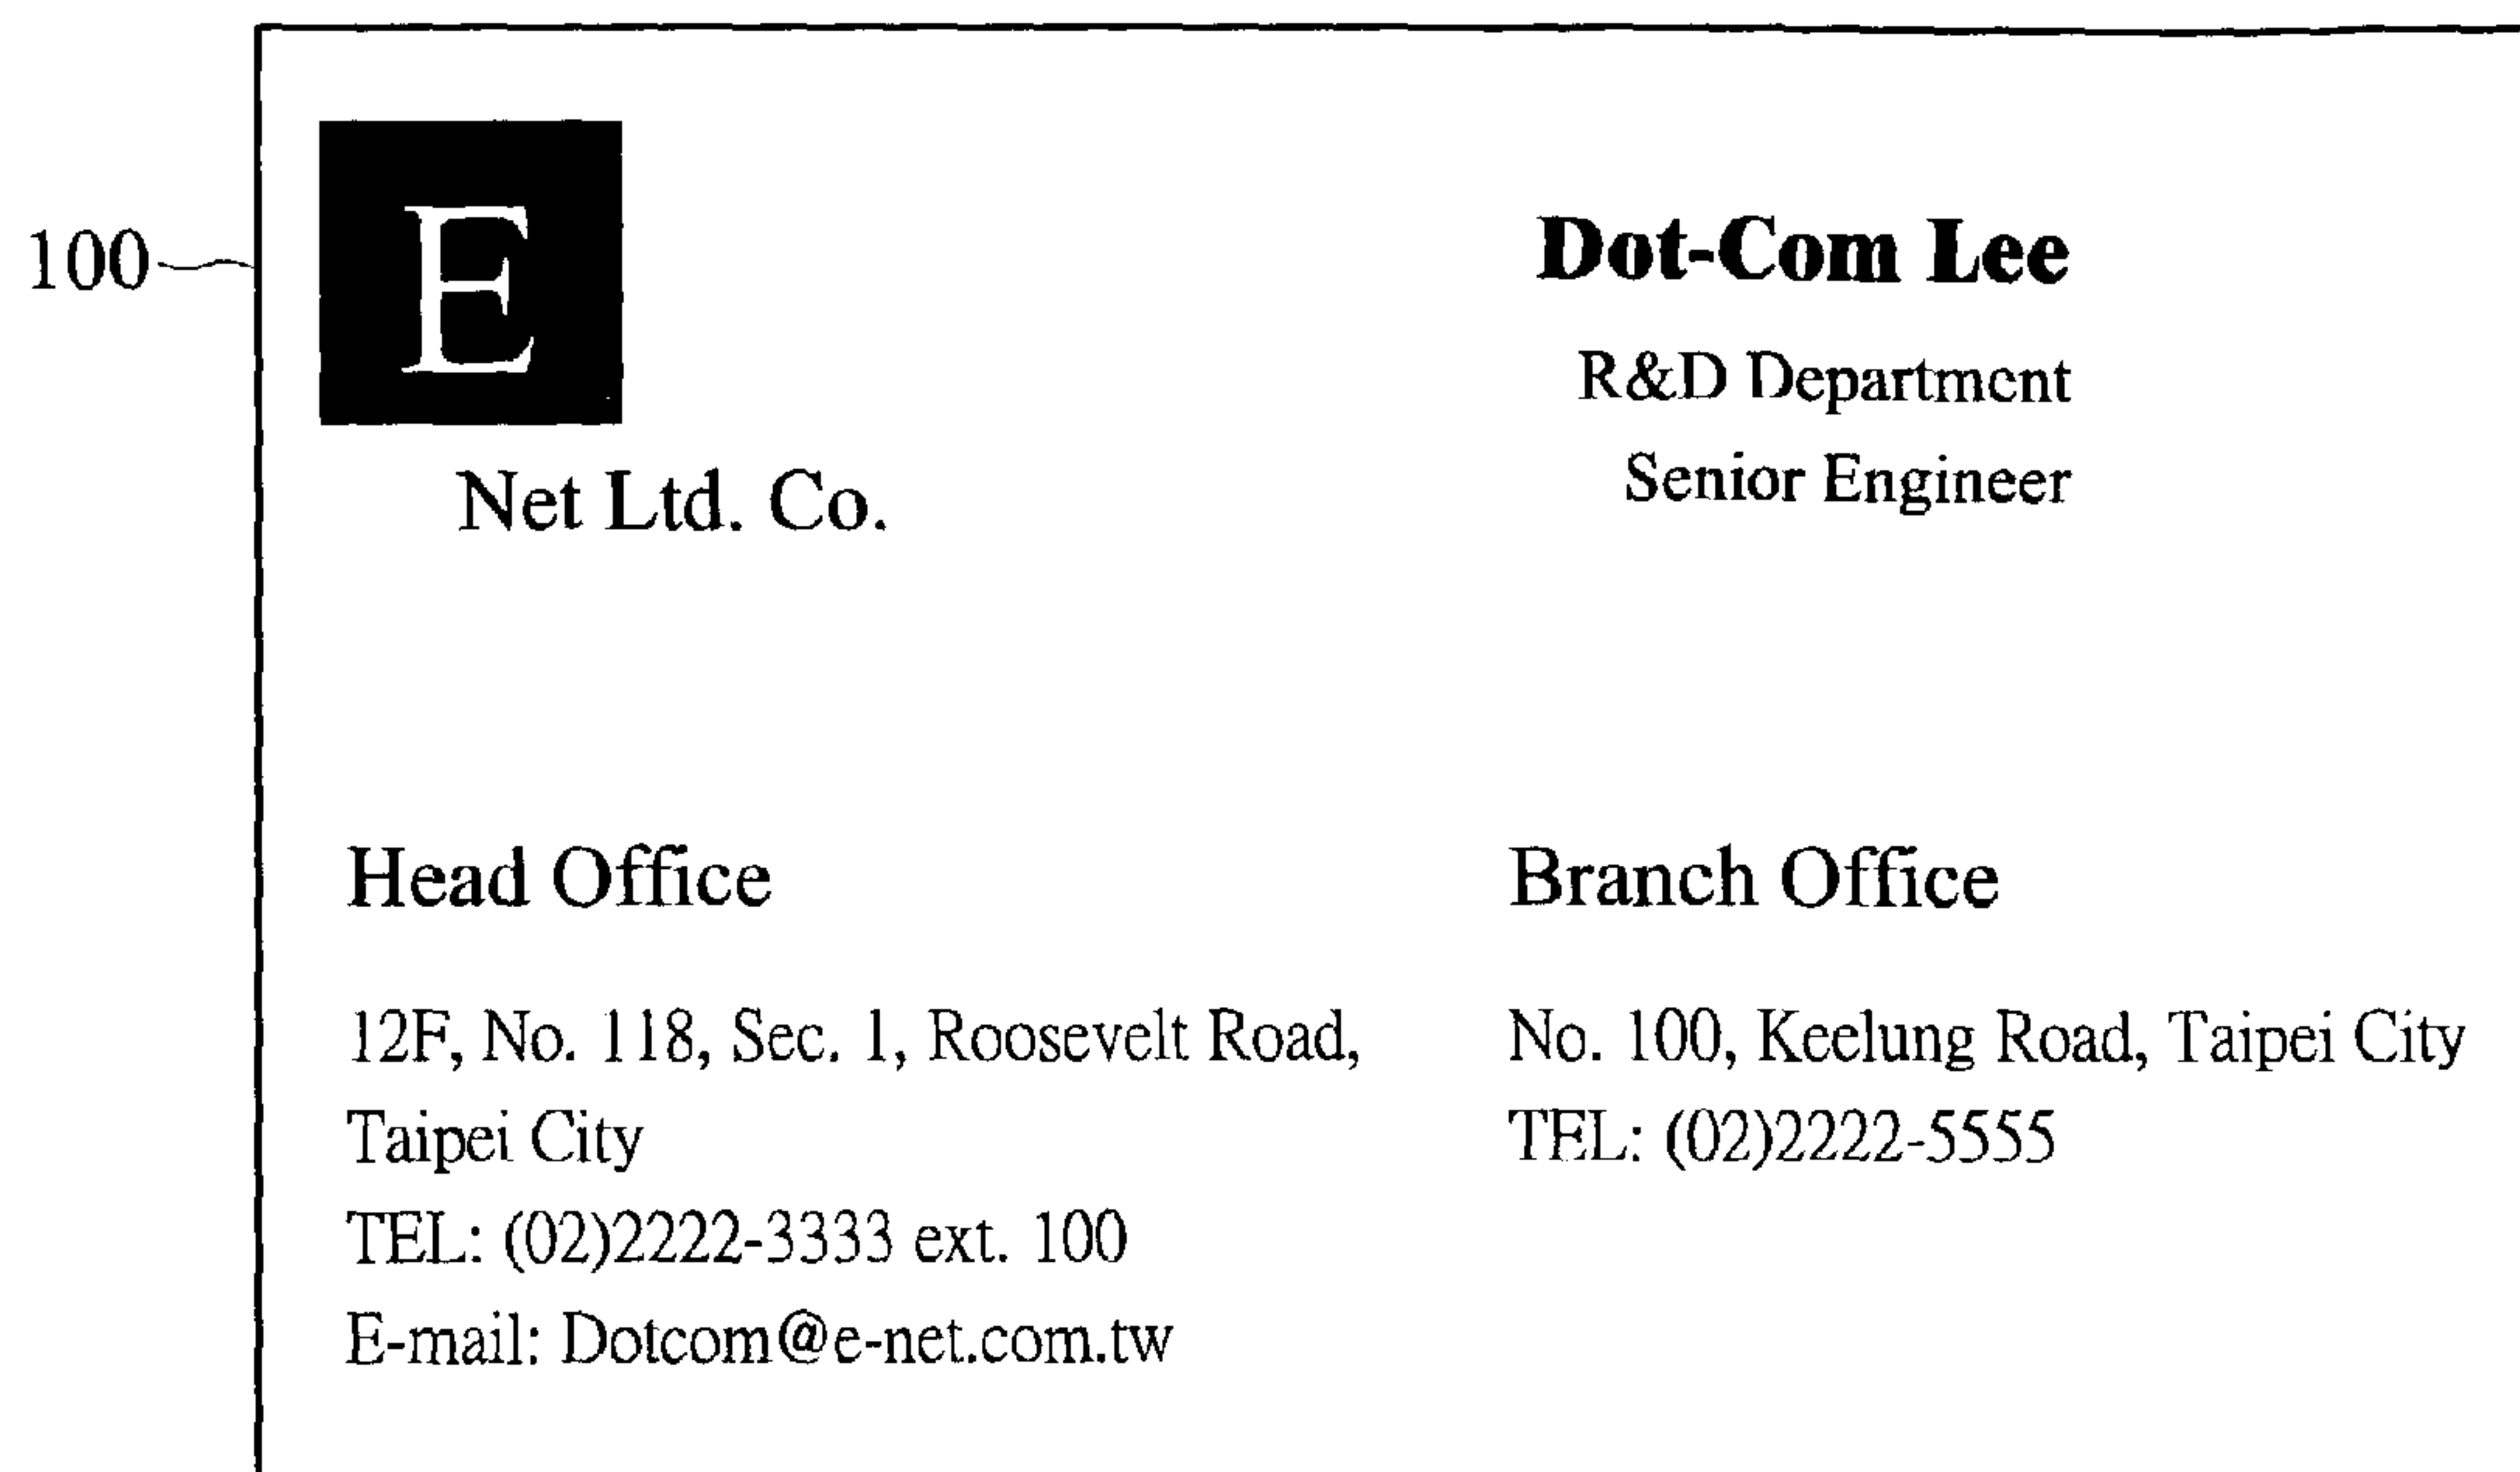 100
E
Net Ltd. Co.
Dot-Com Lee
R&D Department
Senior Engineer
Head Office
12F, No. 118, Sec. 1, Roosevelt Road,
Taipei City
TEL: (02)2222-3333 ext. 100
E-mail: Dotcom@e-net.com.tw
Branch Office
No. 100, Keelung Road, Taipei City
TEL: (02)2222-5555